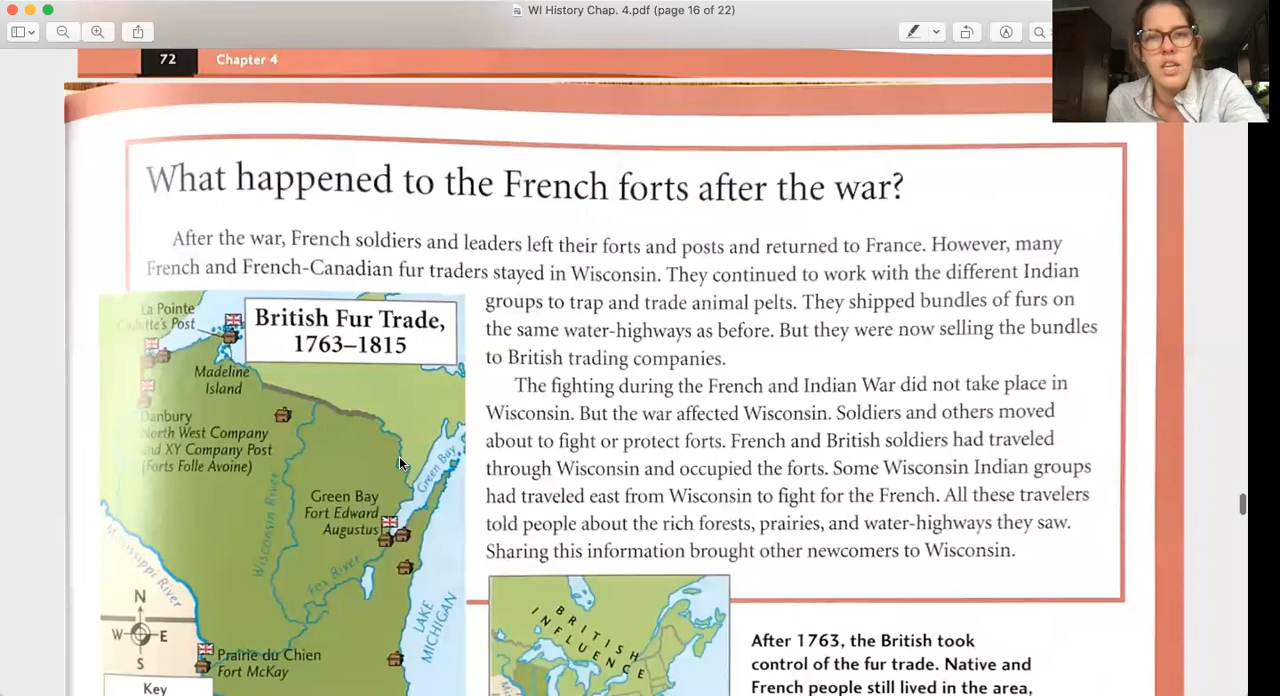 WI History Chap. 4.pdf (page 16 of 22)
72 Chapter 4
What happened to the French forts after the war?
After the war, French soldiers and leaders left their forts and posts and returned to France. However, many
French and French-Canadian fur traders stayed in Wisconsin. They continued to work with the different Indian
groups to trap and trade animal pelts. They shipped bundles of furs on
the same water-highways as before. But they were now selling the bundles
to British trading companies.
The fighting during the French and Indian War did not take place in
Wisconsin. But the war affected Wisconsin. Soldiers and others moved
about to fight or protect forts. French and British soldiers had traveled
through Wisconsin and occupied the forts. Some Wisconsin Indian groups
had traveled east from Wisconsin to fight for the French. All these travelers
told people about the rich forests, prairies, and water-highways they saw.
Sharing this information brought other newcomers to Wisconsin.
British Fur Trade,
1763–1815
La Pointe
Cadotte's Post
Madeline
Island
Danbury
North West Company
and XY Company Post
(Forts Folle Avoine)
Green Bay
Green Bay
Fort Edward
Augustus
Wisconsin River
Fox River
Mississippi River
LAKE
MICHIGAN
N
W E
S
Prairie du Chien
Fort McKay
Key
BRITISH
INFLUENCE
After 1763, the British took
control of the fur trade. Native and
French people still lived in the area,